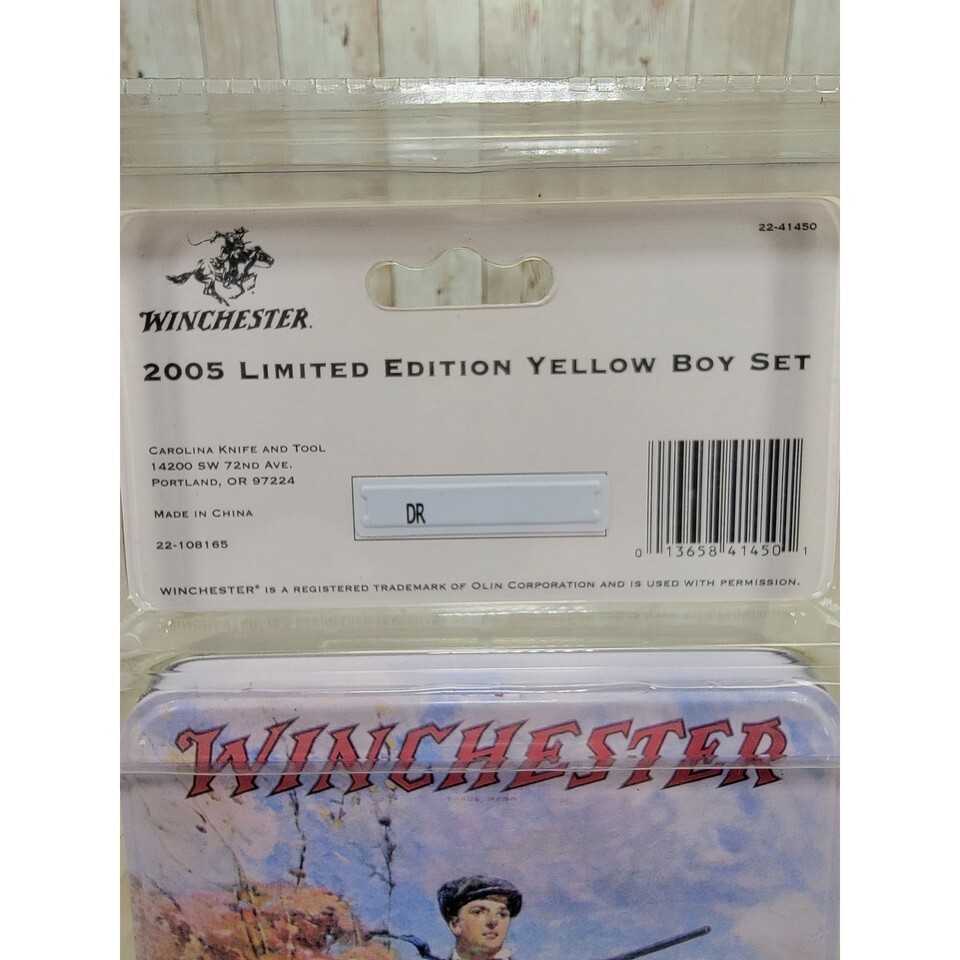 22-41450
WINCHESTER.
2005 LIMITED EDITION YELLOW BOY SET
CAROLINA KNIFE AND TOOL
14200 SW 72ND AVE.
PORTLAND, OR 97224
MADE IN CHINA
22-108165
DR
0 13658 41450 1
WINCHESTER® IS A REGISTERED TRADEMARK OF OLIN CORPORATION AND IS USED WITH PERMISSION.
WINCHESTER